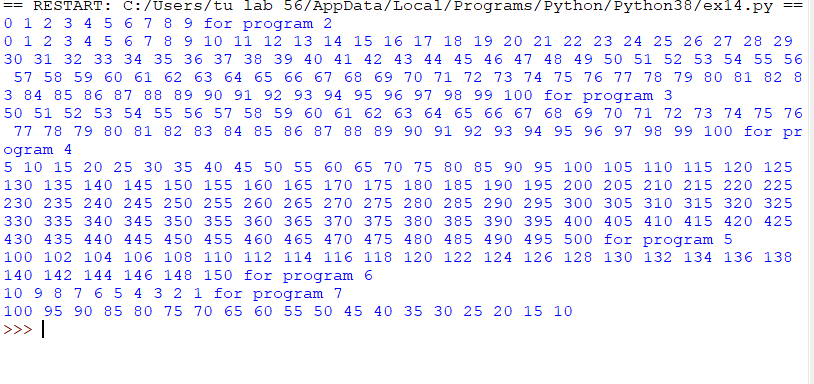 == RESTART: C:/Users/tu lab 56/AppData/Local/Programs/Python/Python38/ex14.py ==
0 1 2 3 4 5 6 7 8 9 for program 2
0 1 2 3 4 5 6 7 8 9 10 11 12 13 14 15 16 17 18 19 20 21 22 23 24 25 26 27 28 29
30 31 32 33 34 35 36 37 38 39 40 41 42 43 44 45 46 47 48 49 50 51 52 53 54 55 56
57 58 59 60 61 62 63 64 65 66 67 68 69 70 71 72 73 74 75 76 77 78 79 80 81 82 8
3 84 85 86 87 88 89 90 91 92 93 94 95 96 97 98 99 100 for program 3
50 51 52 53 54 55 56 57 58 59 60 61 62 63 64 65 66 67 68 69 70 71 72 73 74 75 76
77 78 79 80 81 82 83 84 85 86 87 88 89 90 91 92 93 94 95 96 97 98 99 100 for pr
ogram 4
5 10 15 20 25 30 35 40 45 50 55 60 65 70 75 80 85 90 95 100 105 110 115 120 125
130 135 140 145 150 155 160 165 170 175 180 185 190 195 200 205 210 215 220 225
230 235 240 245 250 255 260 265 270 275 280 285 290 295 300 305 310 315 320 325
330 335 340 345 350 355 360 365 370 375 380 385 390 395 400 405 410 415 420 425
430 435 440 445 450 455 460 465 470 475 480 485 490 495 500 for program 5
100 102 104 106 108 110 112 114 116 118 120 122 124 126 128 130 132 134 136 138
140 142 144 146 148 150 for program 6
10 9 8 7 6 5 4 3 2 1 for program 7
100 95 90 85 80 75 70 65 60 55 50 45 40 35 30 25 20 15 10
>>>